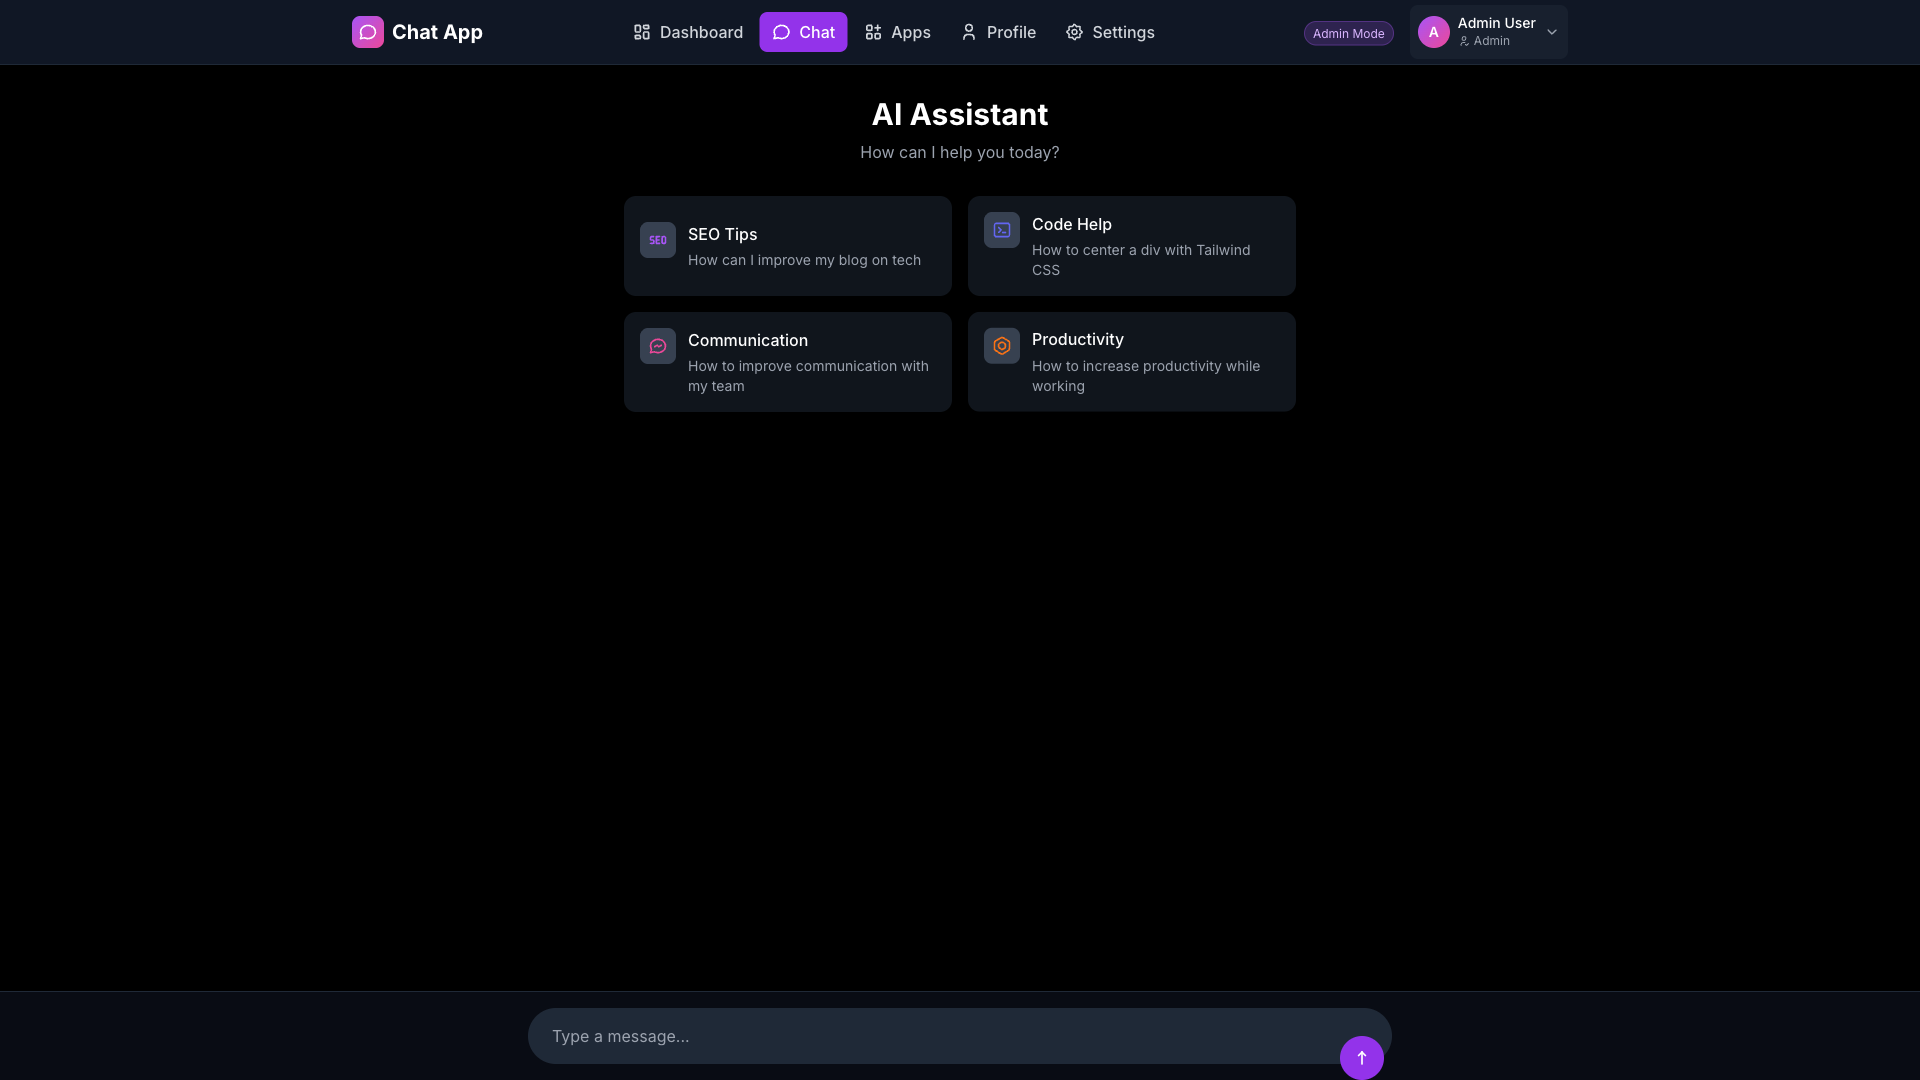 Chat App
Dashboard
Chat
Apps
Profile
Settings
Admin Mode
A
Admin User
Admin
AI Assistant
How can I help you today?
SEO
SEO Tips
How can I improve my blog on tech
Code Help
How to center a div with Tailwind
CSS
Communication
How to improve communication with
my team
Productivity
How to increase productivity while
working
Type a message...